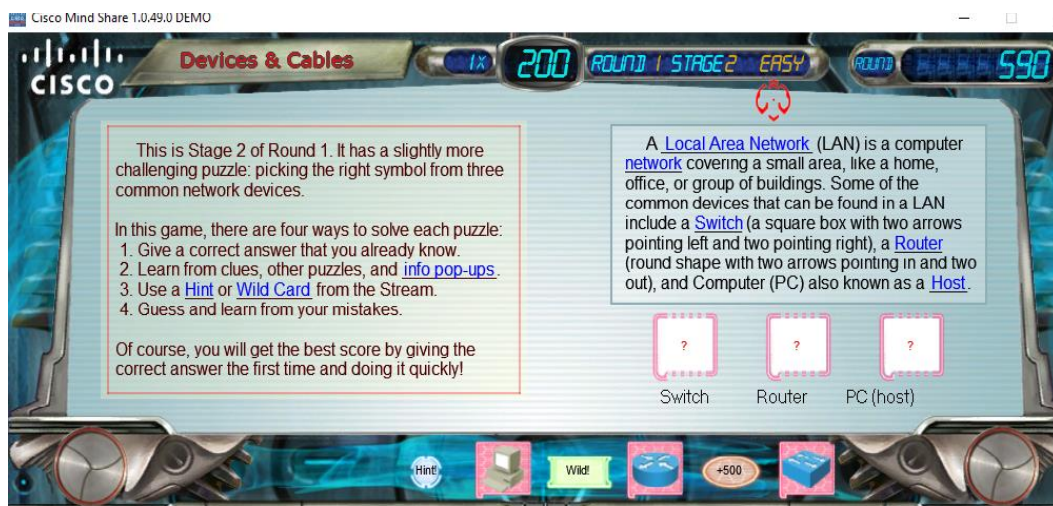 Cisco Mind Share 1.0.49.0 DEMO
CISCO
Devices & Cables
1X
200
ROUND 1 STAGE2 EASY
ROUND
590
This is Stage 2 of Round 1. It has a slightly more
challenging puzzle: picking the right symbol from three
common network devices.
In this game, there are four ways to solve each puzzle:
1. Give a correct answer that you already know.
2. Learn from clues, other puzzles, and info pop-ups.
3. Use a Hint or Wild Card from the Stream.
4. Guess and learn from your mistakes.
Of course, you will get the best score by giving the
correct answer the first time and doing it quickly!
A Local Area Network (LAN) is a computer
network covering a small area, like a home,
office, or group of buildings. Some of the
common devices that can be found in a LAN
include a Switch (a square box with two arrows
pointing left and two pointing right), a Router
(round shape with two arrows pointing in and two
out), and Computer (PC) also known as a Host.
? ? ?
Switch Router PC (host)
Hint! Wild! +500